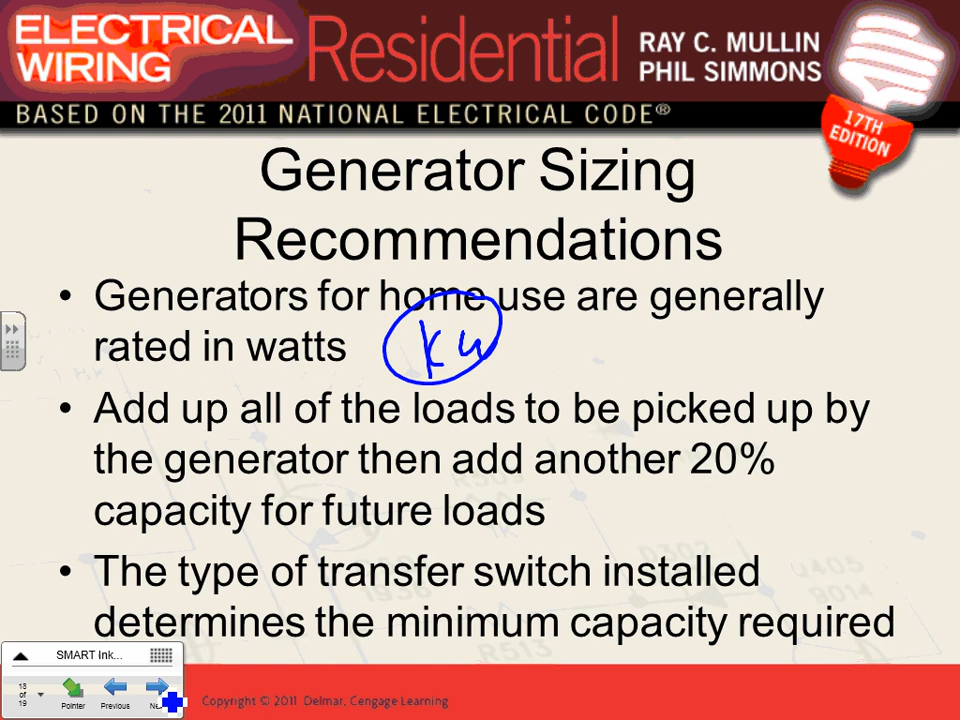 ELECTRICAL WIRING Residential RAY C. MULLIN
PHIL SIMMONS
BASED ON THE 2011 NATIONAL ELECTRICAL CODE®
17TH
EDITION
Generator Sizing
Recommendations
• Generators for home use are generally
rated in watts
KW
• Add up all of the loads to be picked up by
the generator then add another 20%
capacity for future loads
• The type of transfer switch installed
determines the minimum capacity required
R513
SMART Ink...
18
of
19
Pointer
Previous
Copyright © 2011 Delmar, Cengage Learning